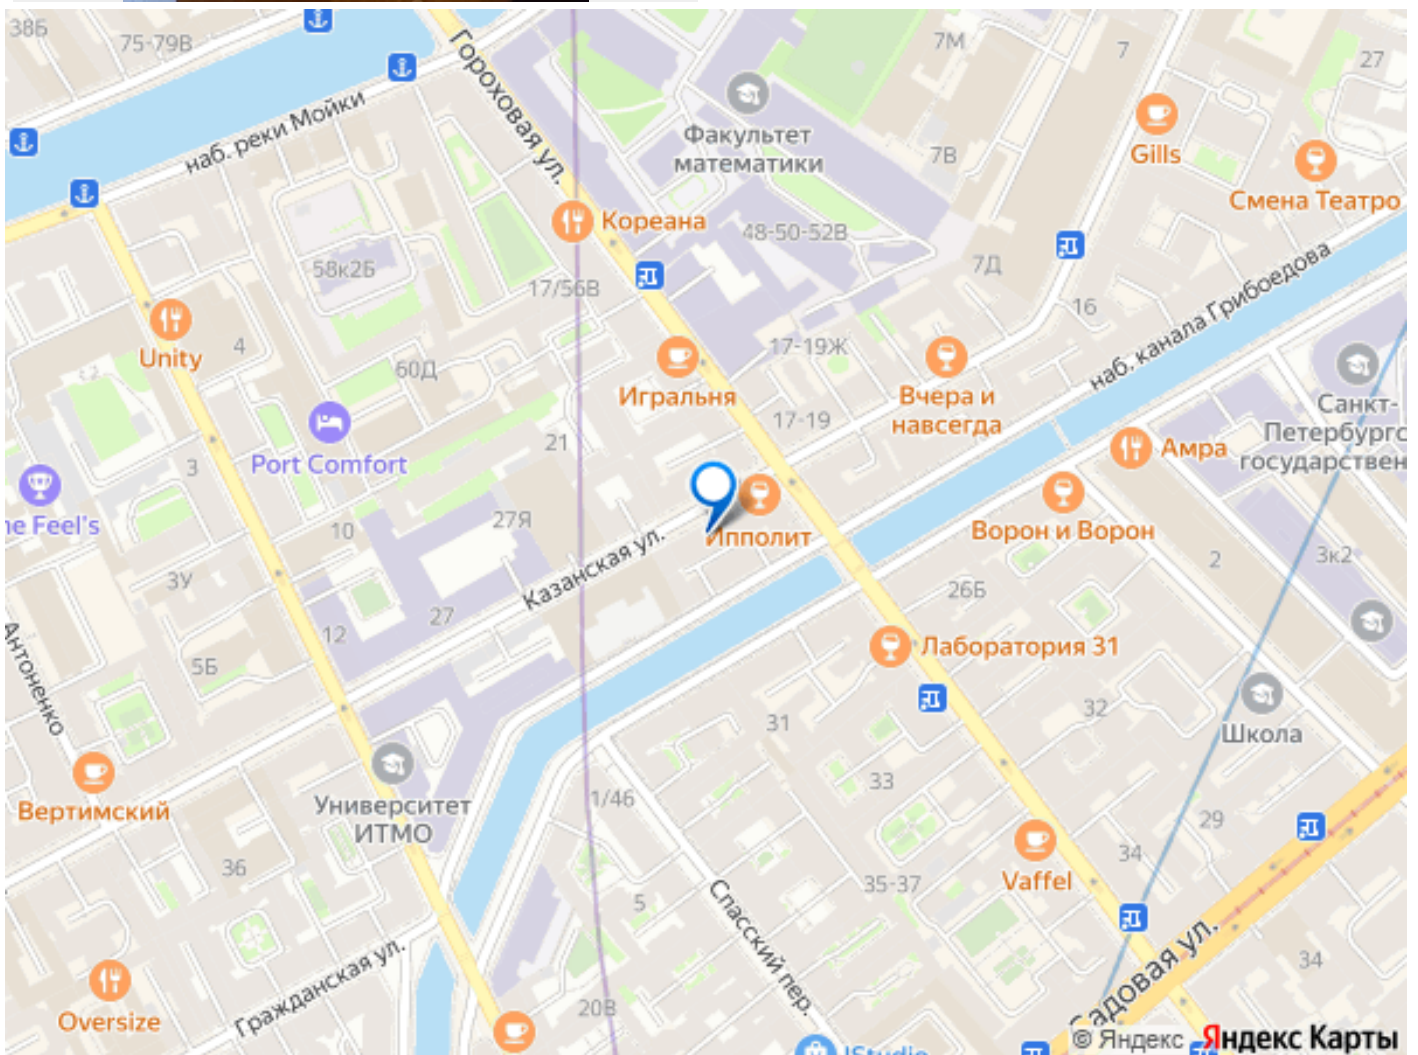 38Б
75-79В
Гороховая ул.
7М
7
27
наб. реки Мойки
Факультет
математики
7В
Gills
Смена Театро
Кореана
48-50-52В
58к2Б
17/56В
7Д
16
наб. канала Грибоедова
Unity
4
60Д
Игральня
17-19Ж
Вчера и
навсегда
Санкт-
Петербургс
государствен
17-19
Амра
21
Port Comfort
3
10
27Я
Ипполит
Ворон и Ворон
ne Feel's
Казанская ул.
3У
2
3к2
26Б
27
12
5Б
Антоненко
Лаборатория 31
32
31
Школа
Вертимский
Университет
ИТМО
1/46
33
29
36
34
35-37
Vaffel
5
Спасский пер.
Садовая ул.
34
Гражданская ул.
20В
Oversize
© Яндекс Яндекс Карты